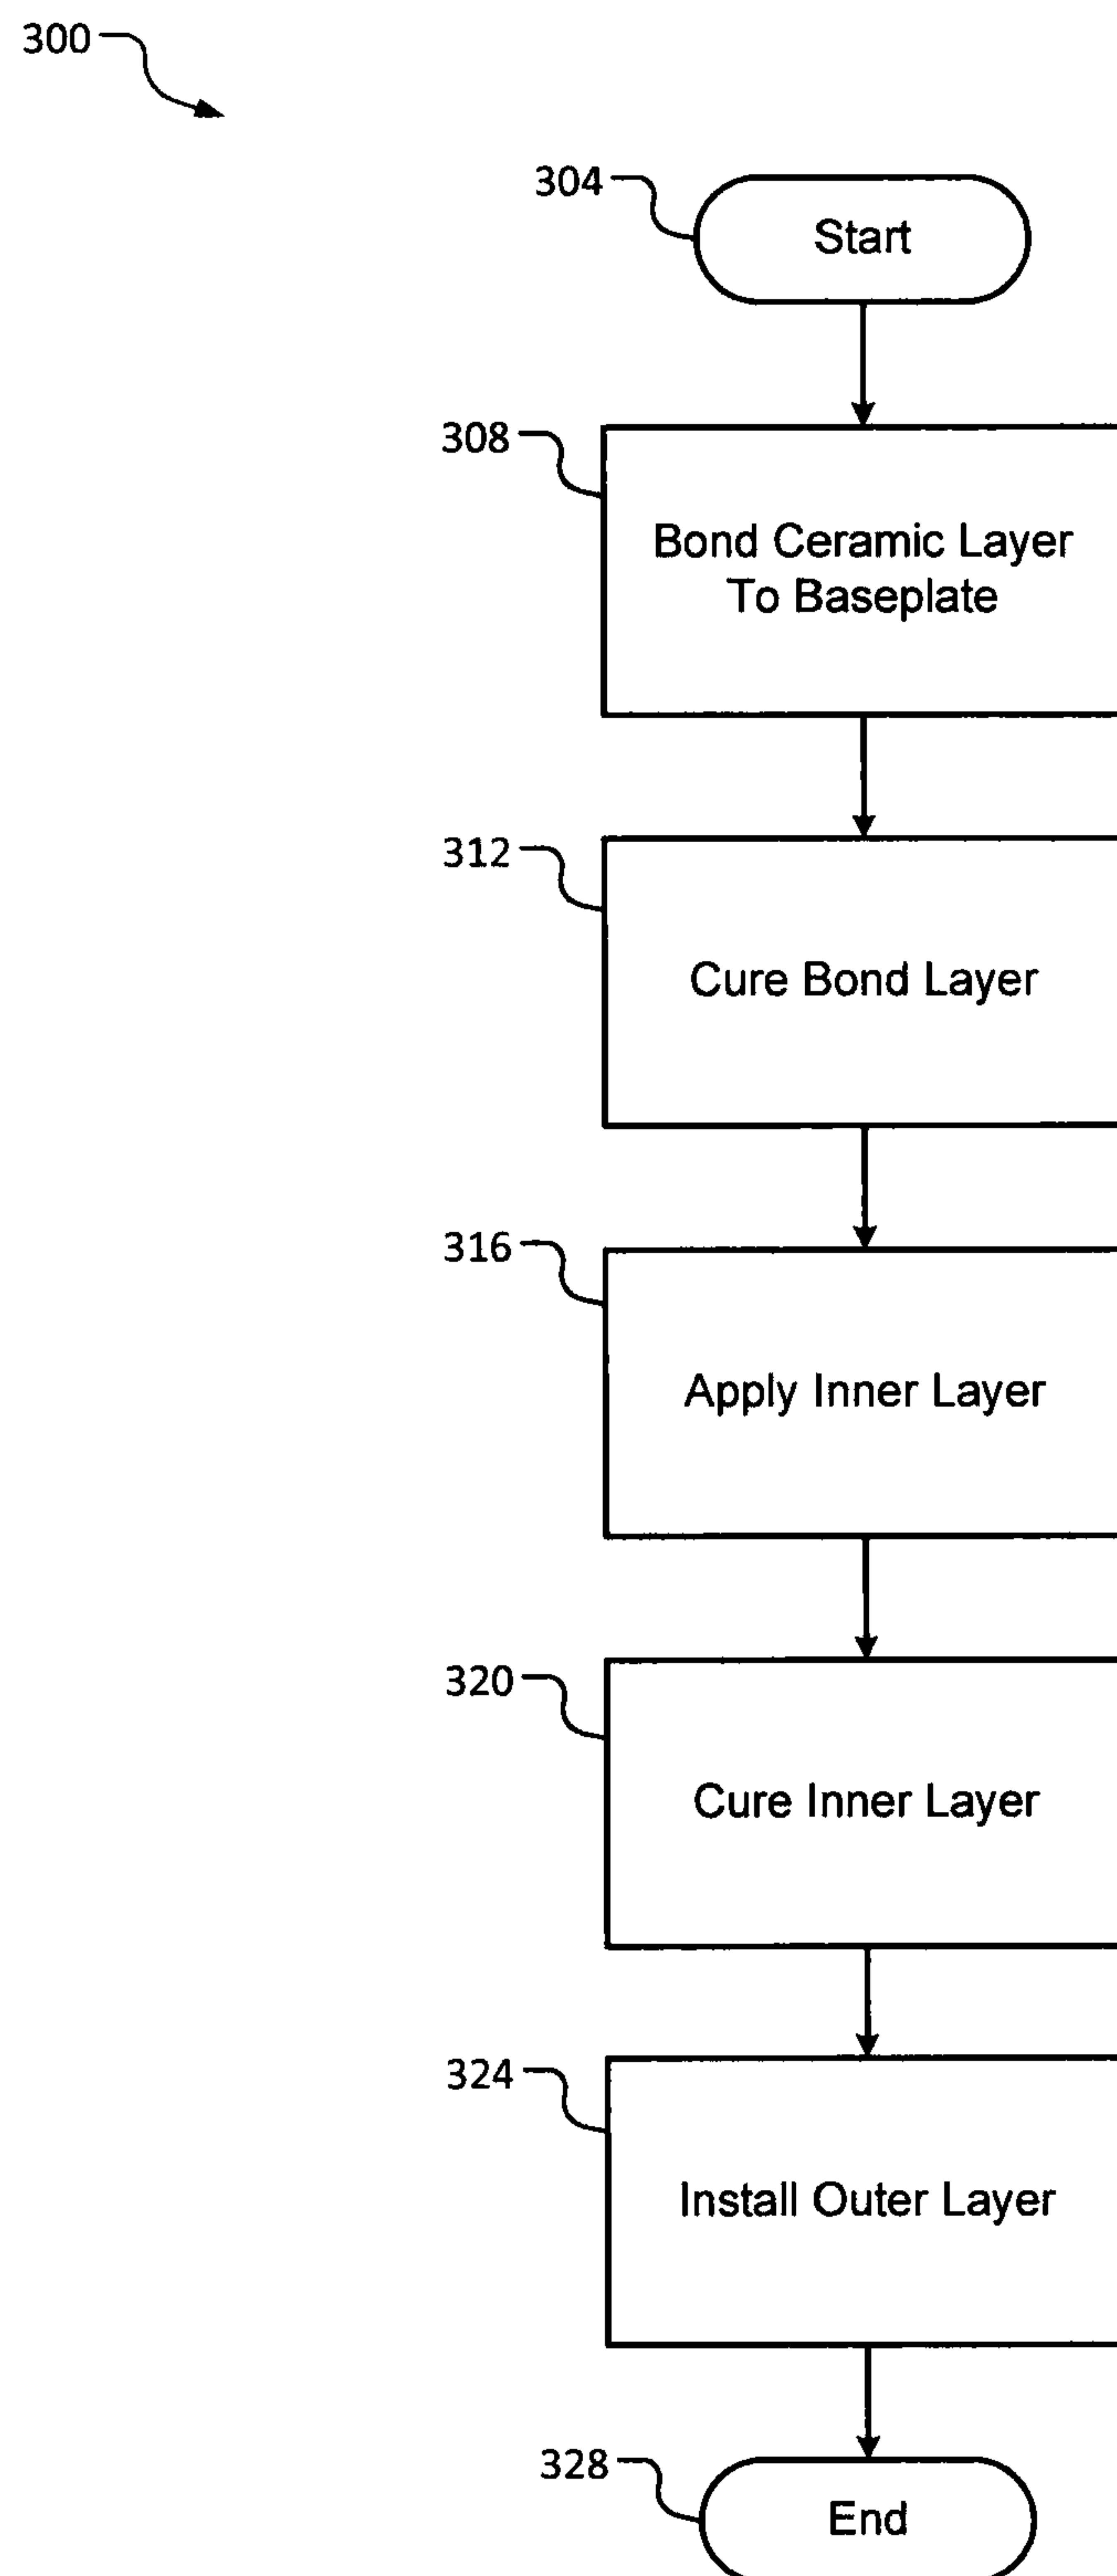 300
304
Start
308
Bond Ceramic Layer
To Baseplate
312
Cure Bond Layer
316
Apply Inner Layer
320
Cure Inner Layer
324
Install Outer Layer
328
End